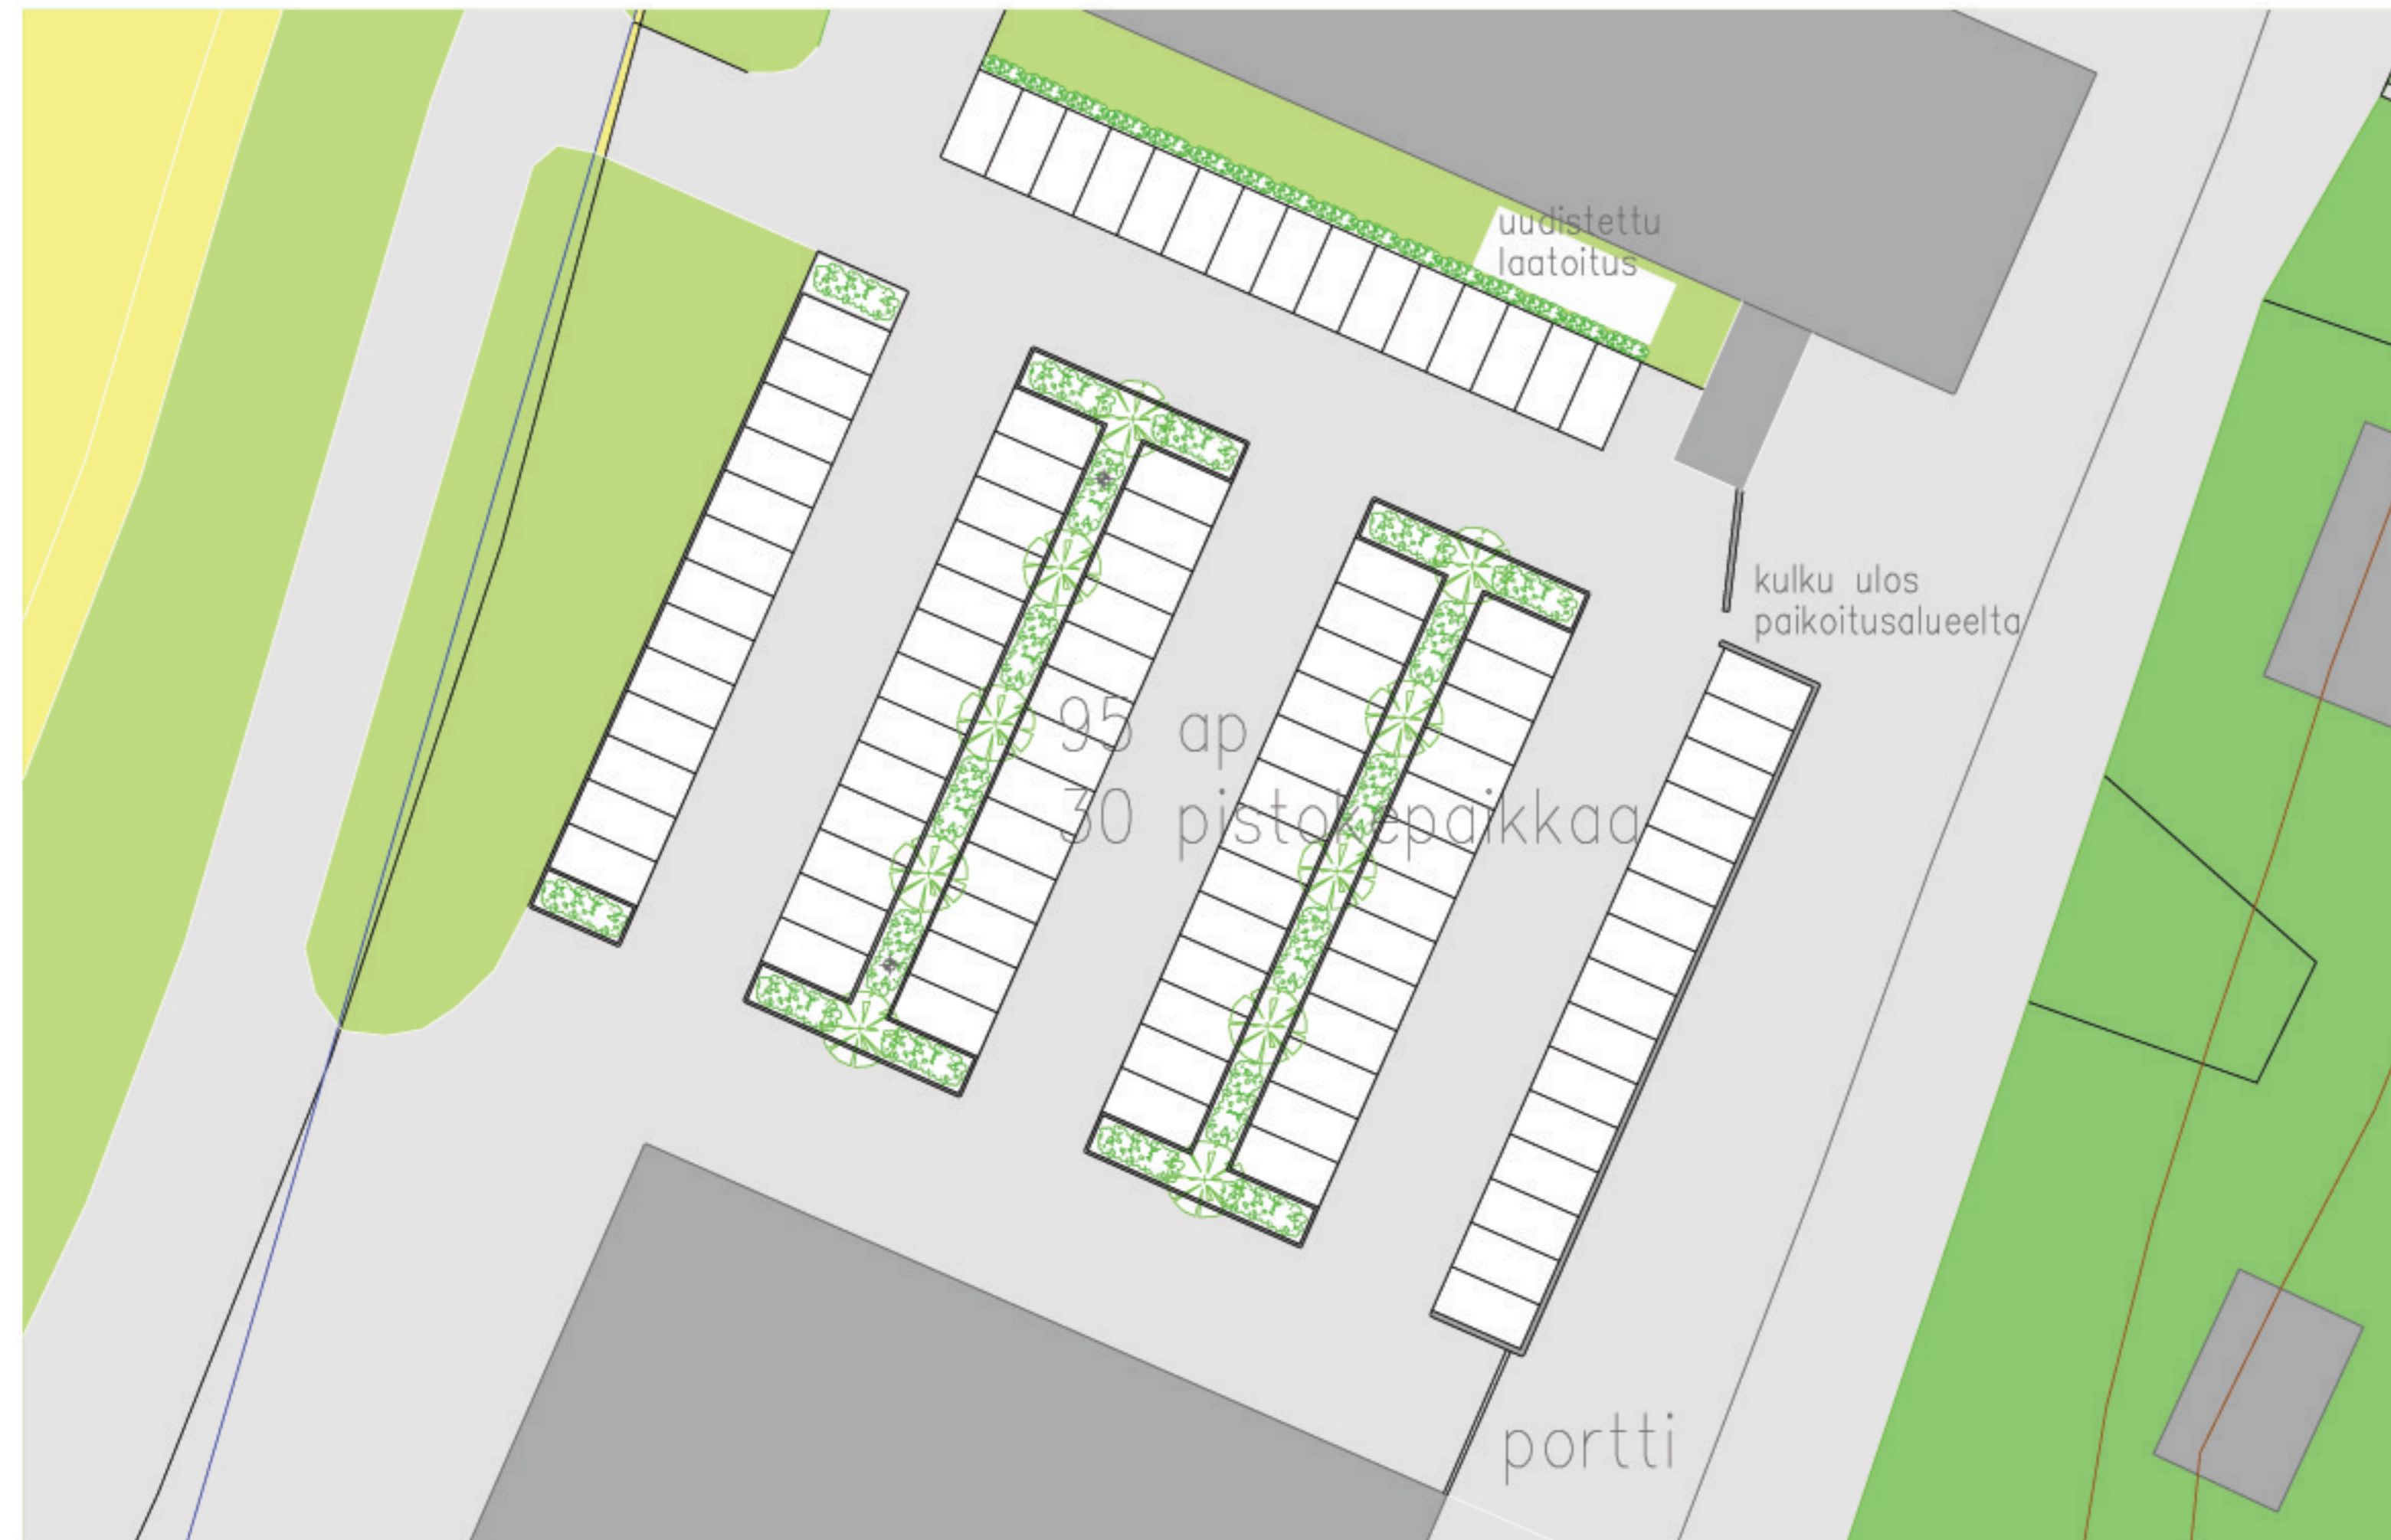 uudistettu
laatoitus
kulku ulos
paikoitusalueelta
95 ap
30 pistokepaikkaa
portti